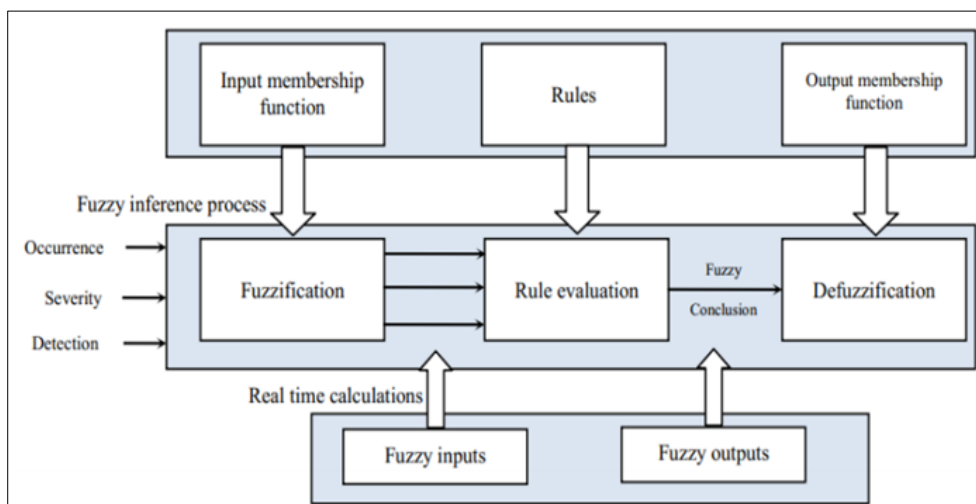 Input membership
function
Rules
Output membership
function
Fuzzy inference process
Occurrence
Severity
Detection
Fuzzification
Rule evaluation
Fuzzy
Conclusion
Defuzzification
Real time calculations
Fuzzy inputs
Fuzzy outputs